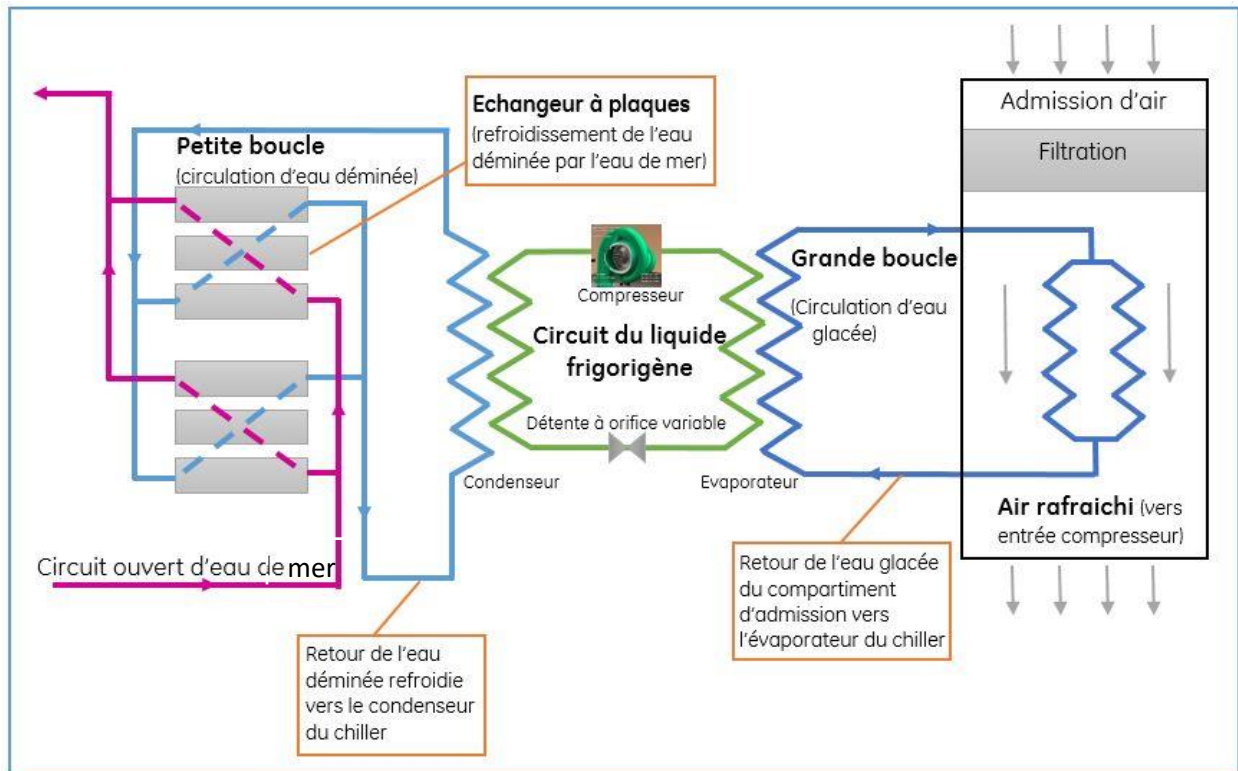 Admission d'air
Filtration
Echangeur à plaques
(refroidissement de l'eau
déminée par l'eau de mer)
Petite boucle
(circulation d'eau déminée)
Compresseur
Circuit du liquide
frigorigène
Détente à orifice variable
Condenseur
Grande boucle
(Circulation d'eau
glacée)
Evaporateur
Air rafraichi (vers
entrée compresseur)
Circuit ouvert d'eau de mer
Retour de l'eau
déminée refroidie
vers le condenseur
du chiller
Retour de l'eau glacée
du compartiment
d'admission vers
l'évaporateur du chiller